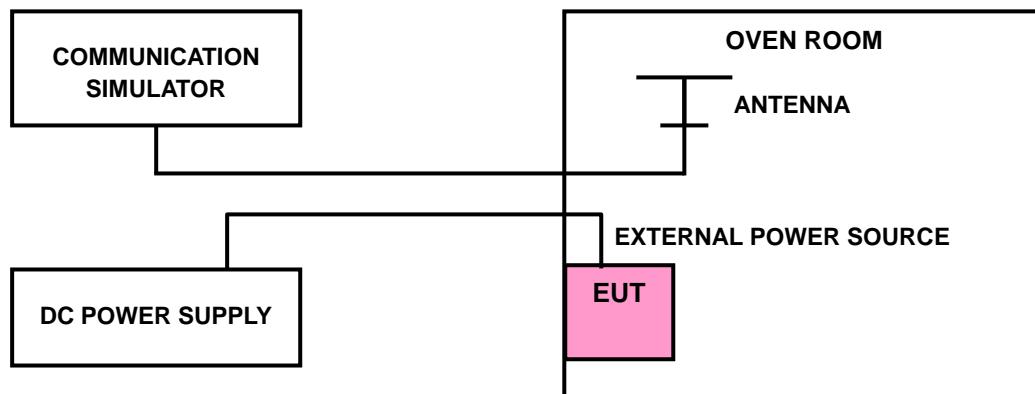 COMMUNICATION
SIMULATOR
OVEN ROOM
ANTENNA
EXTERNAL POWER SOURCE
DC POWER SUPPLY
EUT